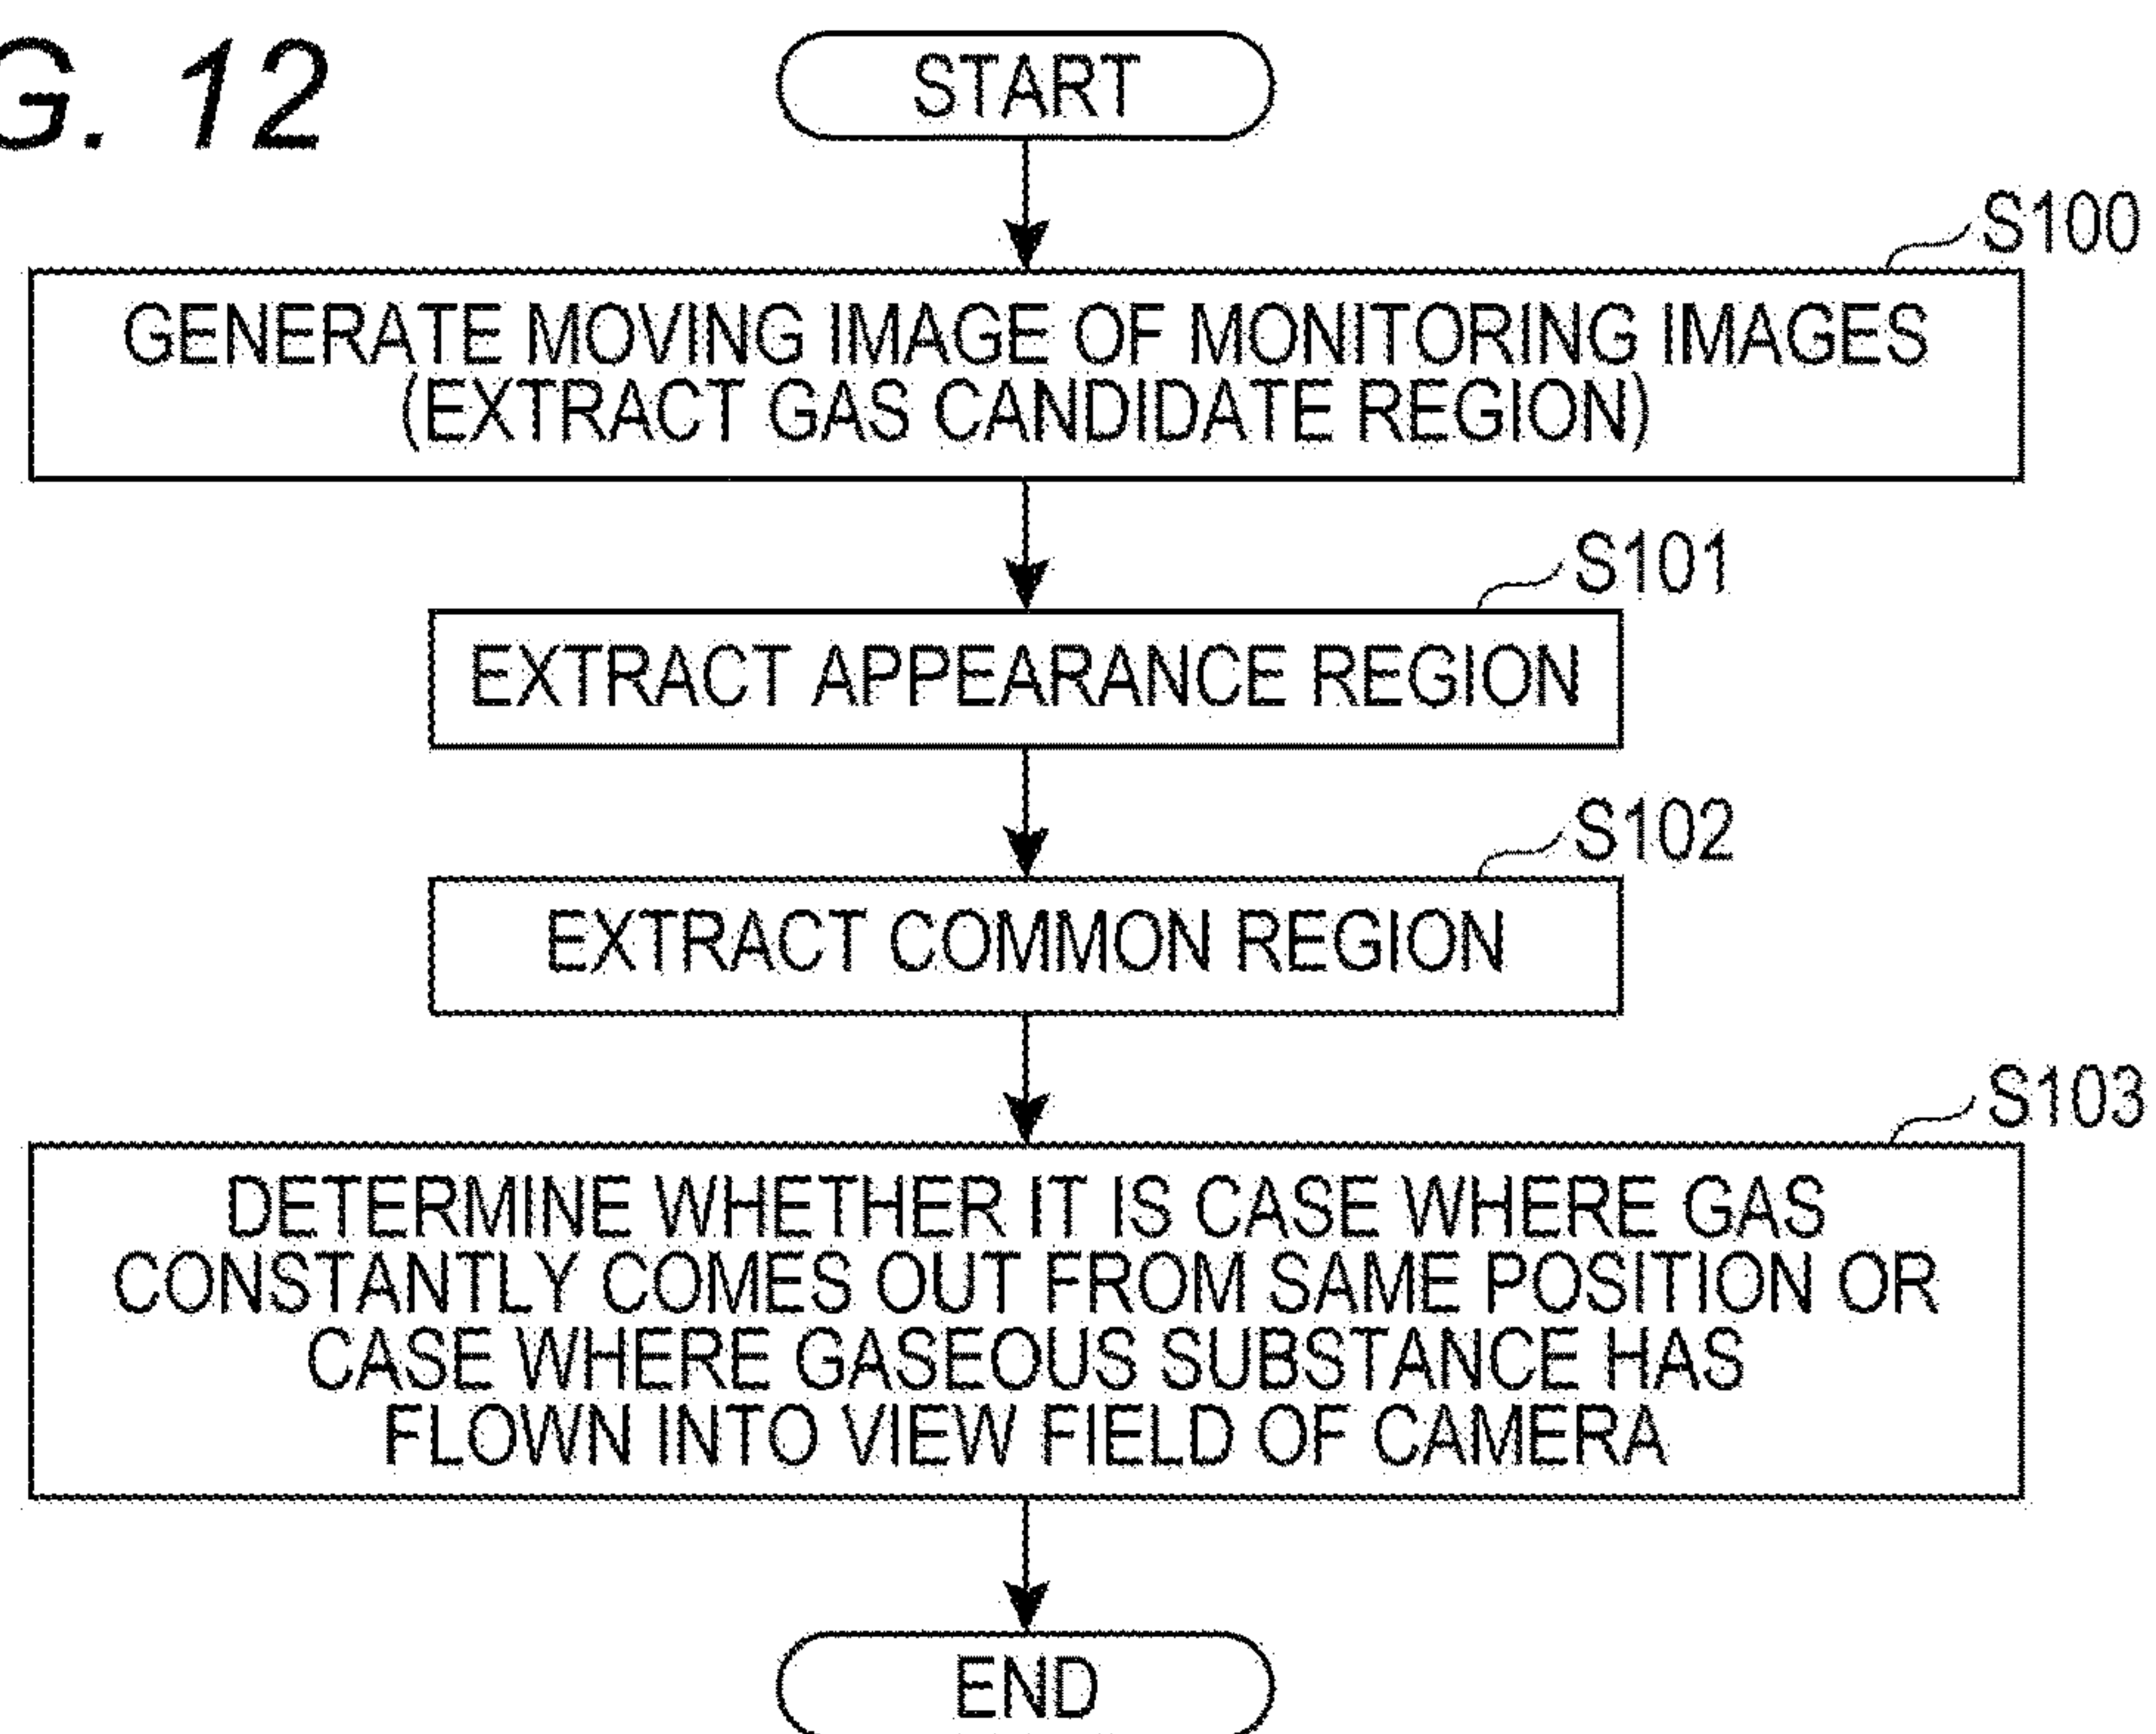 G. 12
START
S100
GENERATE MOVING IMAGE OF MONITORING IMAGES
(EXTRACT GAS CANDIDATE REGION)
S101
EXTRACT APPEARANCE REGION
S102
EXTRACT COMMON REGION
S103
DETERMINE WHETHER IT IS CASE WHERE GAS
CONSTANTLY COMES OUT FROM SAME POSITION OR
CASE WHERE GASEOUS SUBSTANCE HAS
FLOWN INTO VIEW FIELD OF CAMERA
END